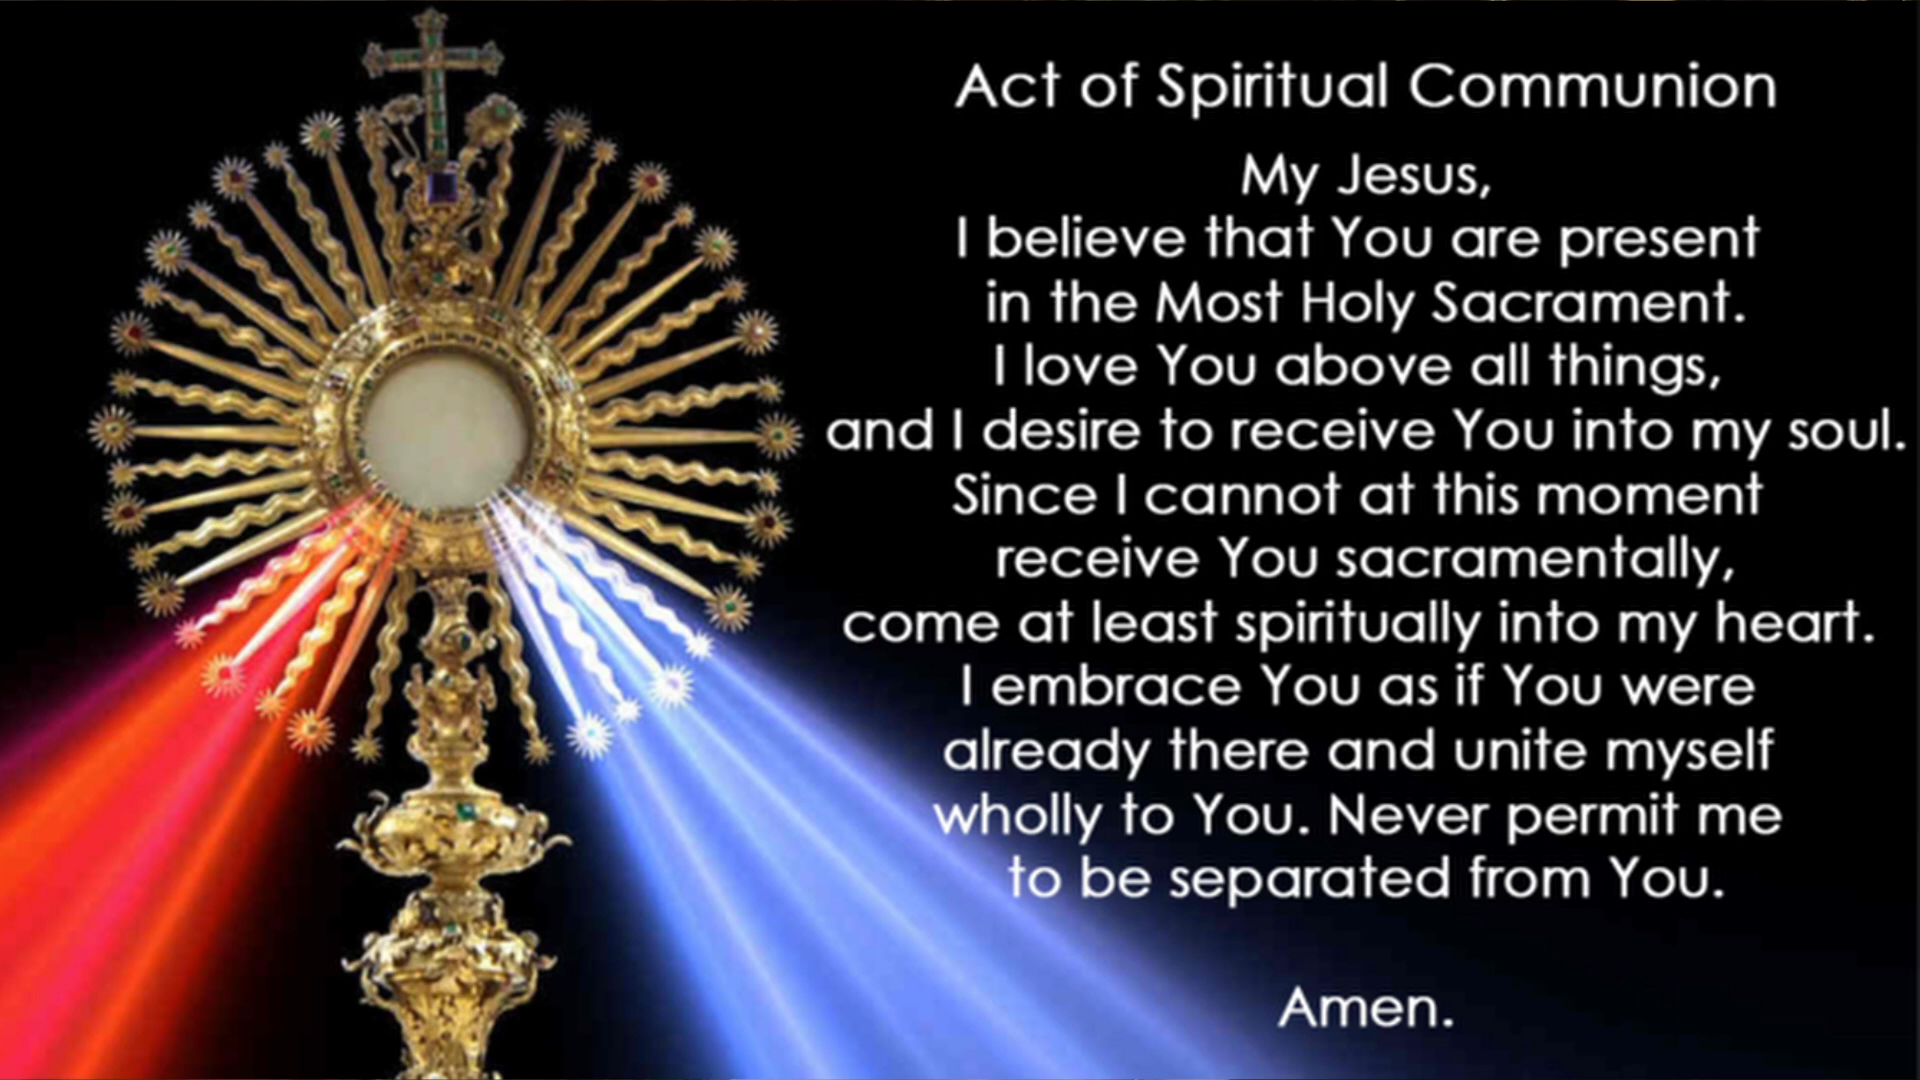 Act of Spiritual Communion
My Jesus,
I believe that You are present
in the Most Holy Sacrament.
I love You above all things,
and I desire to receive You into my soul.
Since I cannot at this moment
receive You sacramentally,
come at least spiritually into my heart.
I embrace You as if You were
already there and unite myself
wholly to You. Never permit me
to be separated from You.
Amen.